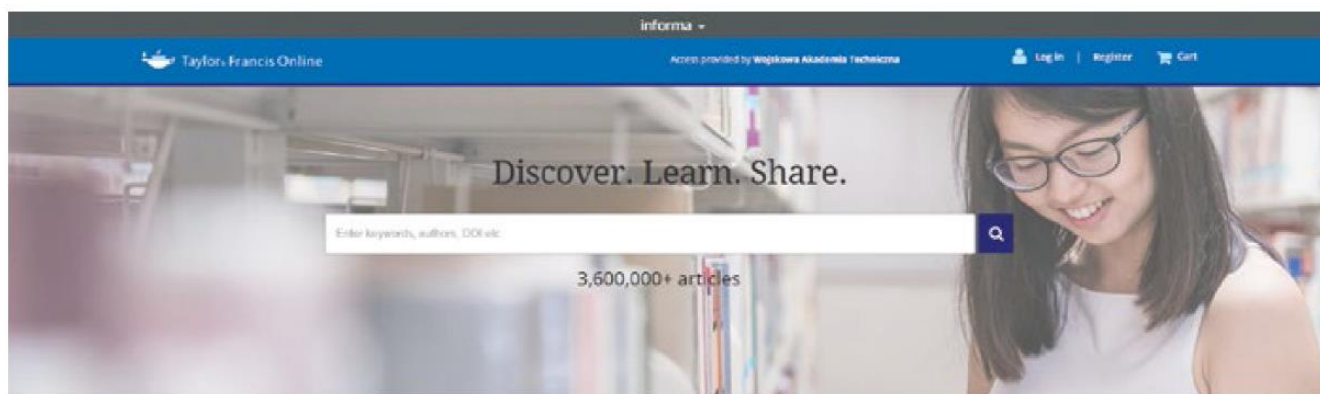 informa
Taylor & Francis Online
Access provided by Wojskowa Akademia Techniczna
Log in | Register
Cart
Discover. Learn. Share.
Enter keywords, authors, DOI etc
3,600,000+ articles